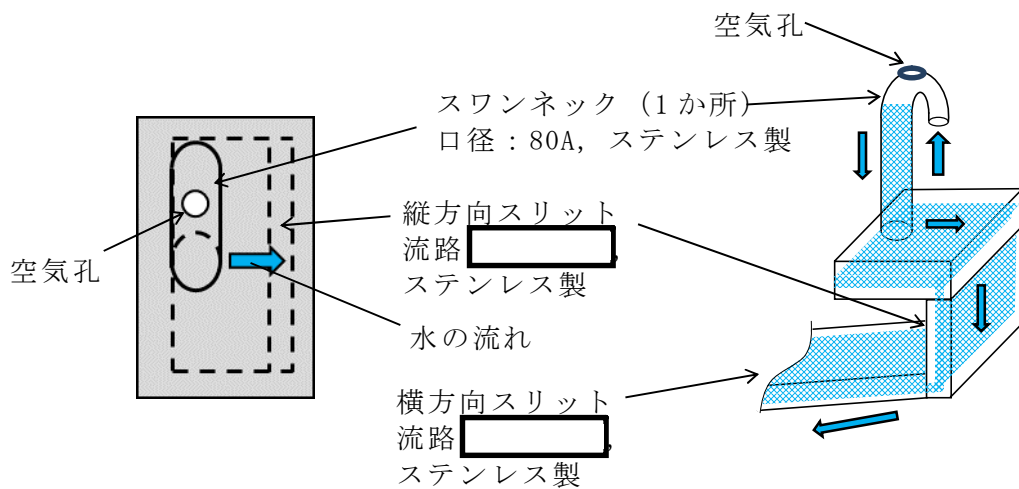 空気孔
スワンネック（1か所）
口径：80A，ステンレス製
縦方向スリット
流路
ステンレス製
空気孔
水の流れ
横方向スリット
流路
ステンレス製